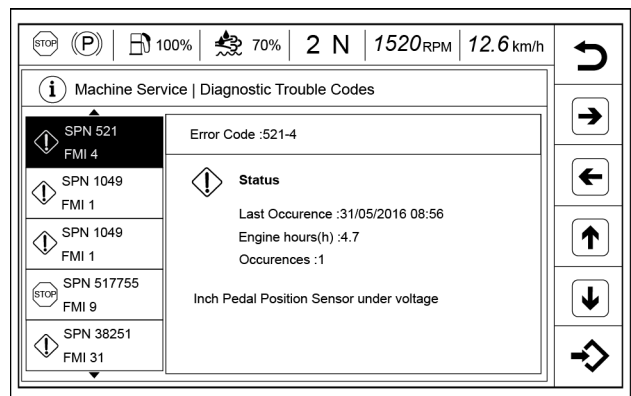 STOP (P) 100% 70% 2 N 1520 RPM 12.6 km/h
i Machine Service | Diagnostic Trouble Codes
SPN 521
FMI 4
SPN 1049
FMI 1
SPN 1049
FMI 1
STOP SPN 517755
FMI 9
SPN 38251
FMI 31
Error Code :521-4
Status
Last Occurence :31/05/2016 08:56
Engine hours(h) :4.7
Occurences :1
Inch Pedal Position Sensor under voltage